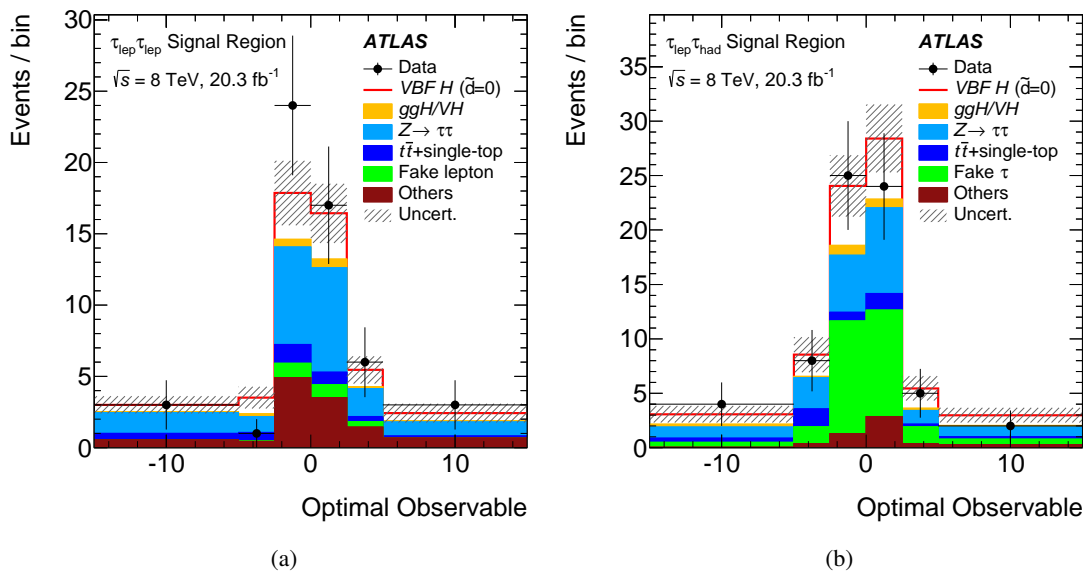 Events / bin
30
25
20
15
10
5
0
-10
0
10
Optimal Observable
τlepτlep Signal Region
√s = 8 TeV, 20.3 fb⁻¹
ATLAS
Data
VBF H (d̃=0)
ggH/VH
Z→ ττ
tt̄+single-top
Fake lepton
Others
Uncert.
(a)
Events / bin
35
30
25
20
15
10
5
0
-10
0
10
Optimal Observable
τlepτhad Signal Region
√s = 8 TeV, 20.3 fb⁻¹
ATLAS
Data
VBF H (d̃=0)
ggH/VH
Z→ ττ
tt̄+single-top
Fake τ
Others
Uncert.
(b)